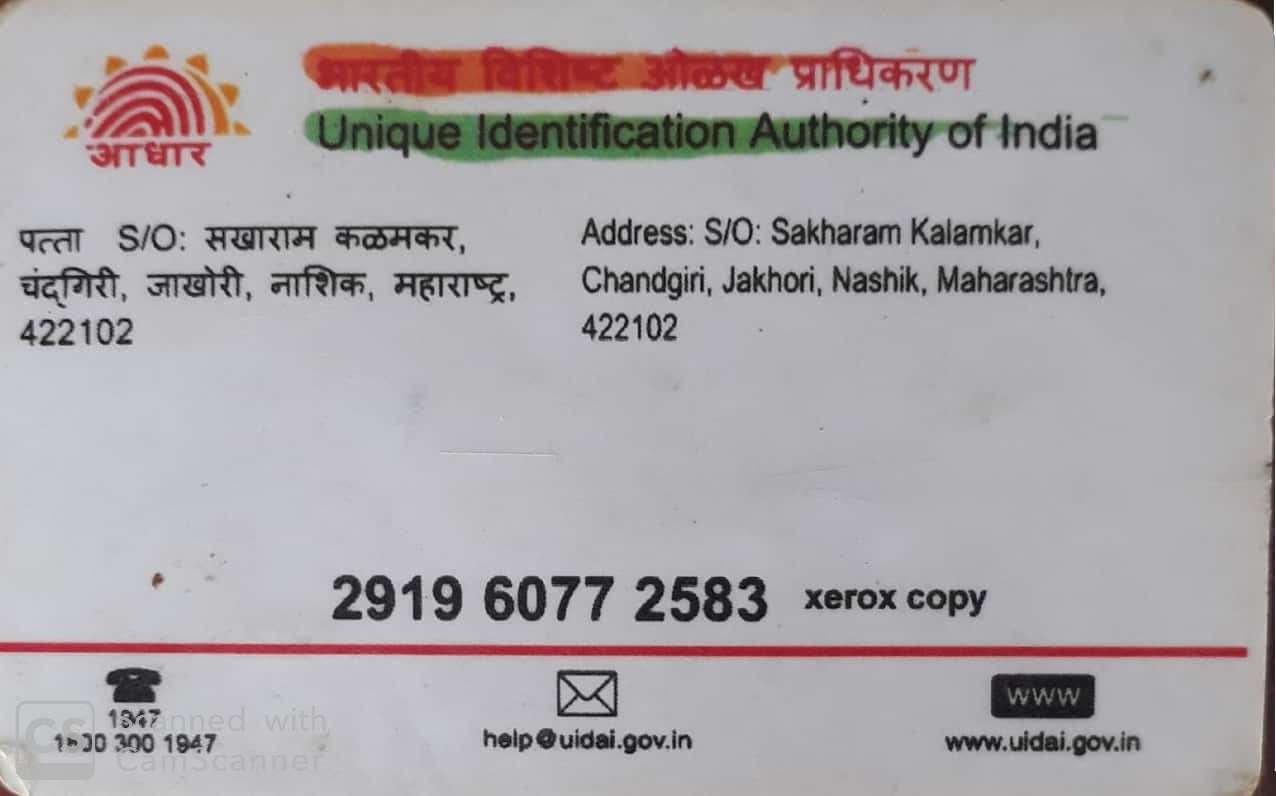 भारतीय विशिष्ट ओळख प्राधिकरण
Unique Identification Authority of India
आधार
पत्ता S/O: सखाराम कळमकर,
चंद्गिरी, जाखोरी, नाशिक, महाराष्ट्र,
422102
Address: S/O: Sakharam Kalamkar,
Chandgiri, Jakhori, Nashik, Maharashtra,
422102
2919 6077 2583 xerox copy
1947
300 1947
help@uidai.gov.in
www
www.uidai.gov.in
CS
Scanned with
CamScanner